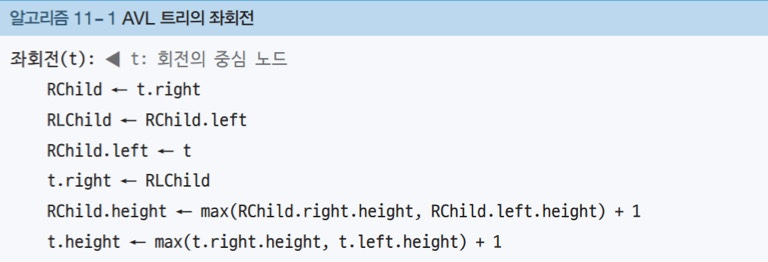 알고리즘 11-1 AVL 트리의 좌회전
좌회전(t): ◀ t: 회전의 중심 노드
RChild ← t.right
RLChild ← RChild.left
RChild.left ← t
t.right ← RLChild
RChild.height ← max(RChild.right.height, RChild.left.height) + 1
t.height ← max(t.right.height, t.left.height) + 1